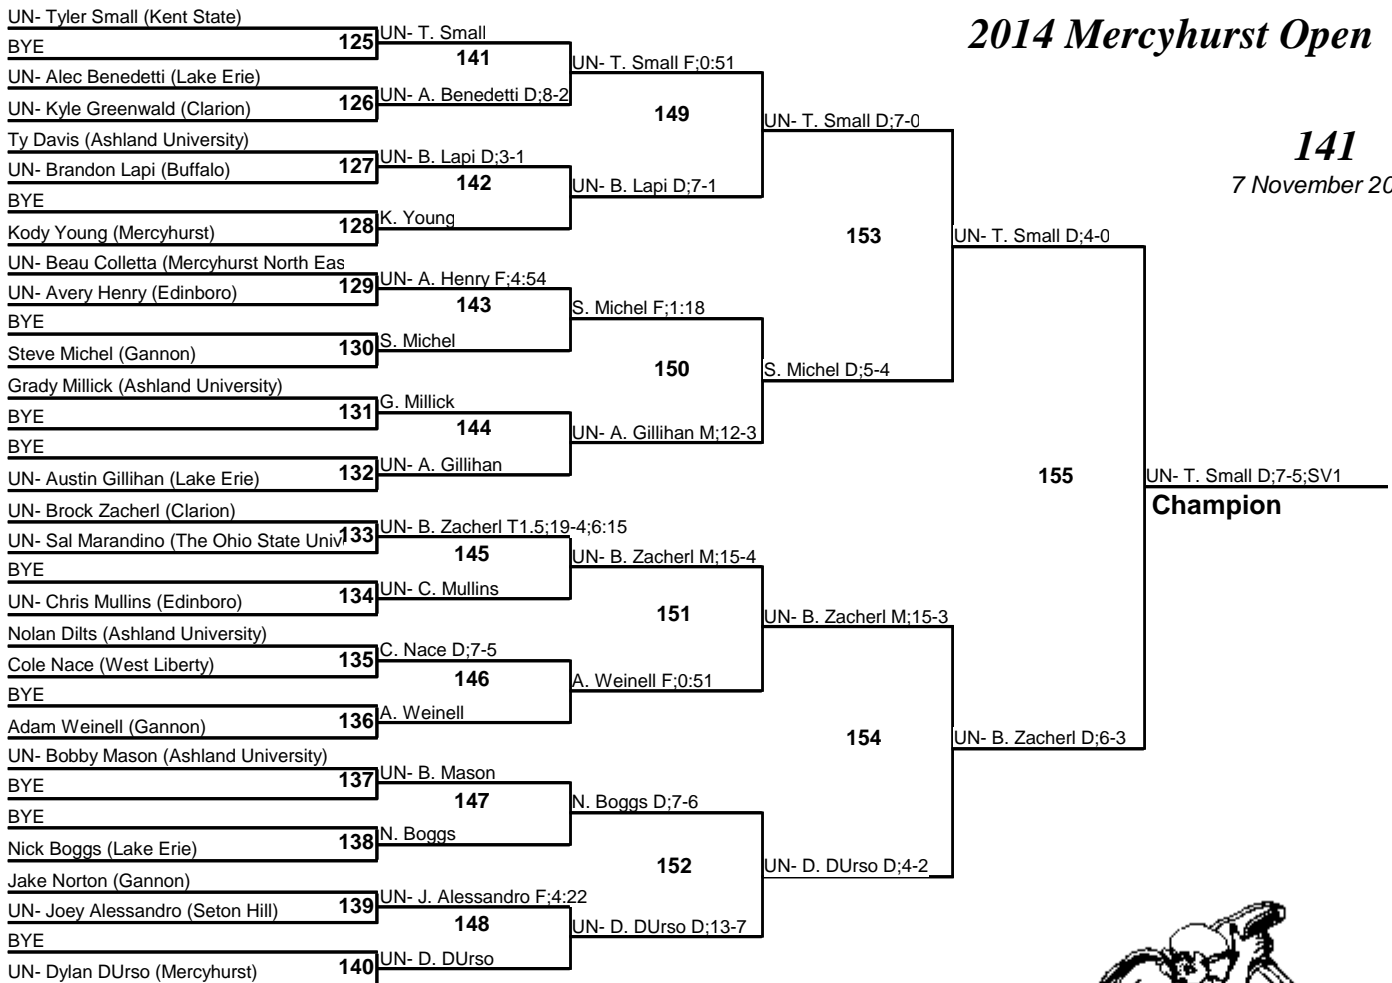 2014 Mercyhurst Open
141
7 November 20
UN- Tyler Small (Kent State)
BYE
125
UN- Alec Benedetti (Lake Erie)
UN- Kyle Greenwald (Clarion)
126
Ty Davis (Ashland University)
UN- Brandon Lapi (Buffalo)
127
BYE
Kody Young (Mercyhurst)
128
UN- Beau Colletta (Mercyhurst North Eas
UN- Avery Henry (Edinboro)
129
BYE
Steve Michel (Gannon)
130
Grady Millick (Ashland University)
BYE
131
BYE
UN- Austin Gillihan (Lake Erie)
132
UN- Brock Zacherl (Clarion)
UN- Sal Marandino (The Ohio State Univ
133
BYE
UN- Chris Mullins (Edinboro)
134
Nolan Dilts (Ashland University)
Cole Nace (West Liberty)
135
BYE
Adam Weinell (Gannon)
136
UN- Bobby Mason (Ashland University)
BYE
137
BYE
Nick Boggs (Lake Erie)
138
Jake Norton (Gannon)
UN- Joey Alessandro (Seton Hill)
139
BYE
UN- Dylan DUrso (Mercyhurst)
140
UN- T. Small
141
UN- A. Benedetti D;8-2
UN- B. Lapi D;3-1
142
K. Young
UN- A. Henry F;4:54
143
S. Michel
G. Millick
144
UN- A. Gillihan
UN- B. Zacherl T1.5;19-4;6:15
145
UN- C. Mullins
C. Nace D;7-5
146
A. Weinell
UN- B. Mason
147
N. Boggs
UN- J. Alessandro F;4:22
148
UN- D. DUrso
UN- T. Small F;0:51
149
UN- B. Lapi D;7-1
S. Michel F;1:18
150
UN- A. Gillihan M;12-3
UN- B. Zacherl M;15-4
151
A. Weinell F;0:51
N. Boggs D;7-6
152
UN- D. DUrso D;13-7
UN- T. Small D;7-0
153
S. Michel D;5-4
UN- B. Zacherl M;15-3
154
UN- D. DUrso D;4-2
UN- T. Small D;4-0
155
UN- B. Zacherl D;6-3
UN- T. Small D;7-5;SV1
Champion